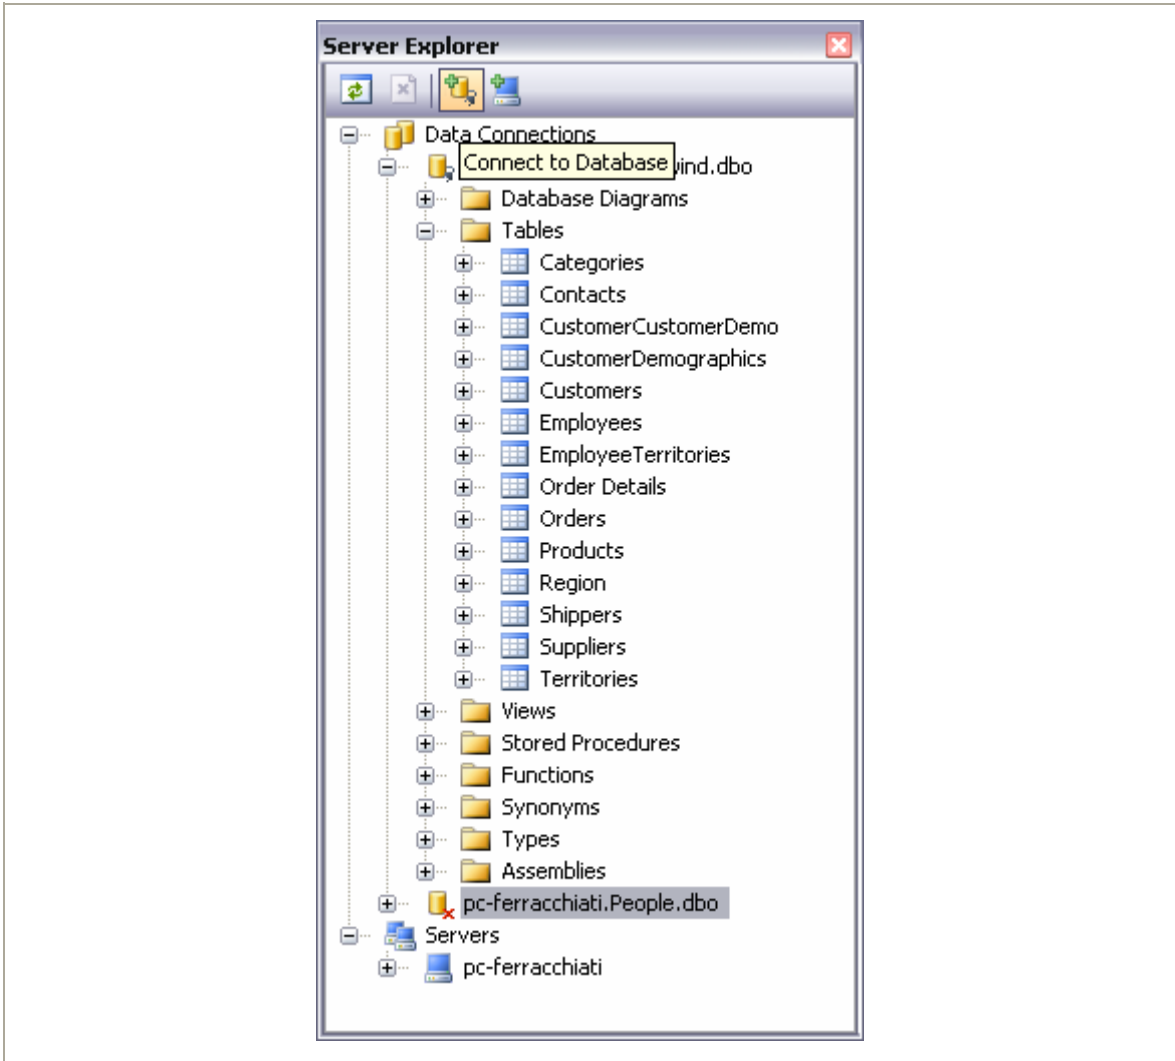 Server Explorer
Data Connections
Connect to Database
wind.dbo
Database Diagrams
Tables
Categories
Contacts
CustomerCustomerDemo
CustomerDemographics
Customers
Employees
EmployeeTerritories
Order Details
Orders
Products
Region
Shippers
Suppliers
Territories
Views
Stored Procedures
Functions
Synonyms
Types
Assemblies
pc-ferracchiati.People.dbo
Servers
pc-ferracchiati